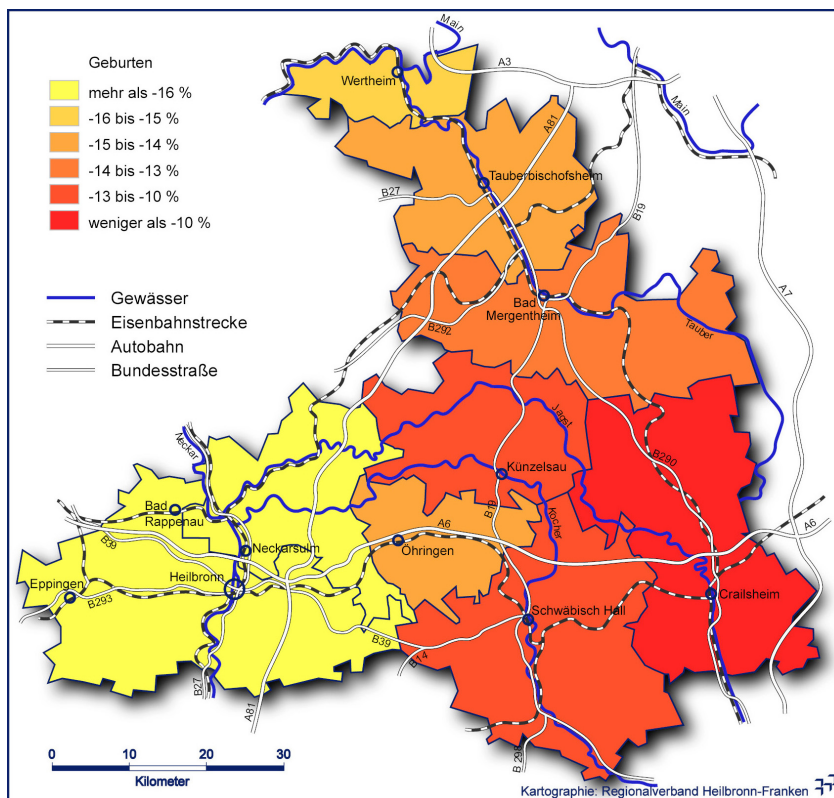 Geburten
mehr als -16 %
-16 bis -15 %
-15 bis -14 %
-14 bis -13 %
-13 bis -10 %
weniger als -10 %
Gewässer
Eisenbahnstrecke
Autobahn
Bundesstraße
Main
A3
Wertheim
Main
A81
Tauberbischofsheim
B27
B19
A7
Bad
Mergentheim
B292
Tauber
Neckar
Jagst
B290
Künzelsau
Bad
Rappenau
B19
Kocher
A6
A6
B39
Neckarsulm
Öhringen
Heilbronn
Eppingen
B293
Crailsheim
Schwäbisch Hall
B39
B14
B27
A81
B 298
0 10 20 30
Kilometer
Kartographie: Regionalverband Heilbronn-Franken